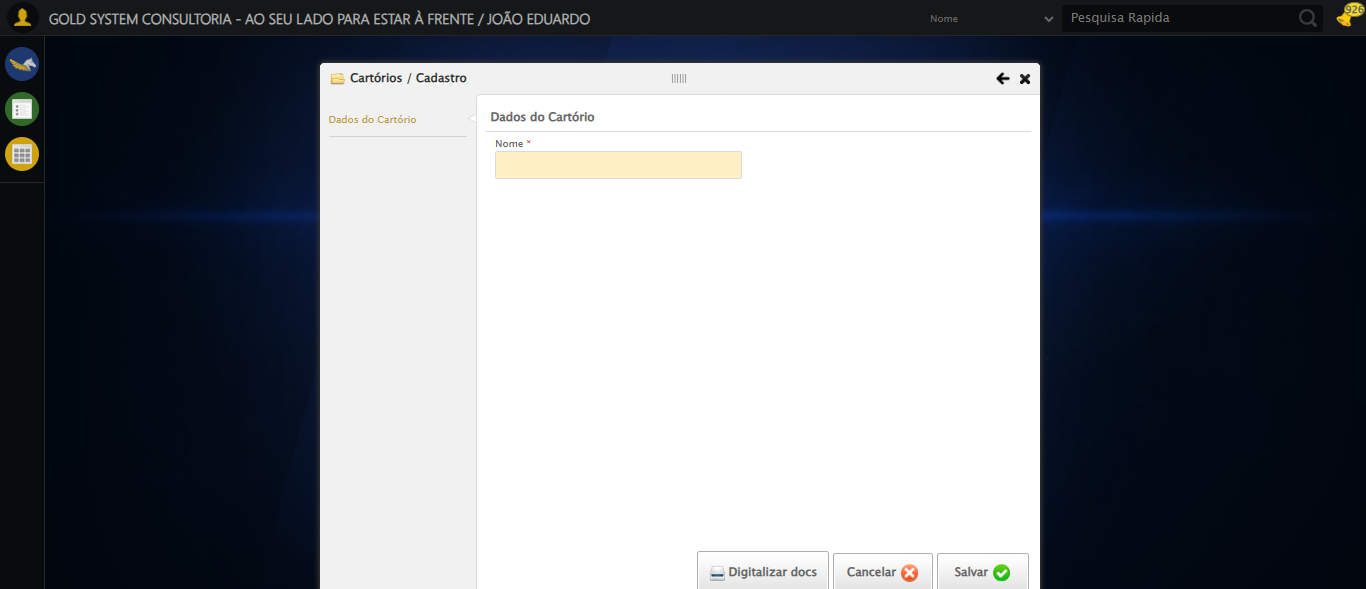 GOLD SYSTEM CONSULTORIA - AO SEU LADO PARA ESTAR À FRENTE / JOÃO EDUARDO
Nome
Pesquisa Rapida
926
Cartórios / Cadastro
Dados do Cartório
Dados do Cartório
Nome *
Digitalizar docs
Cancelar
Salvar